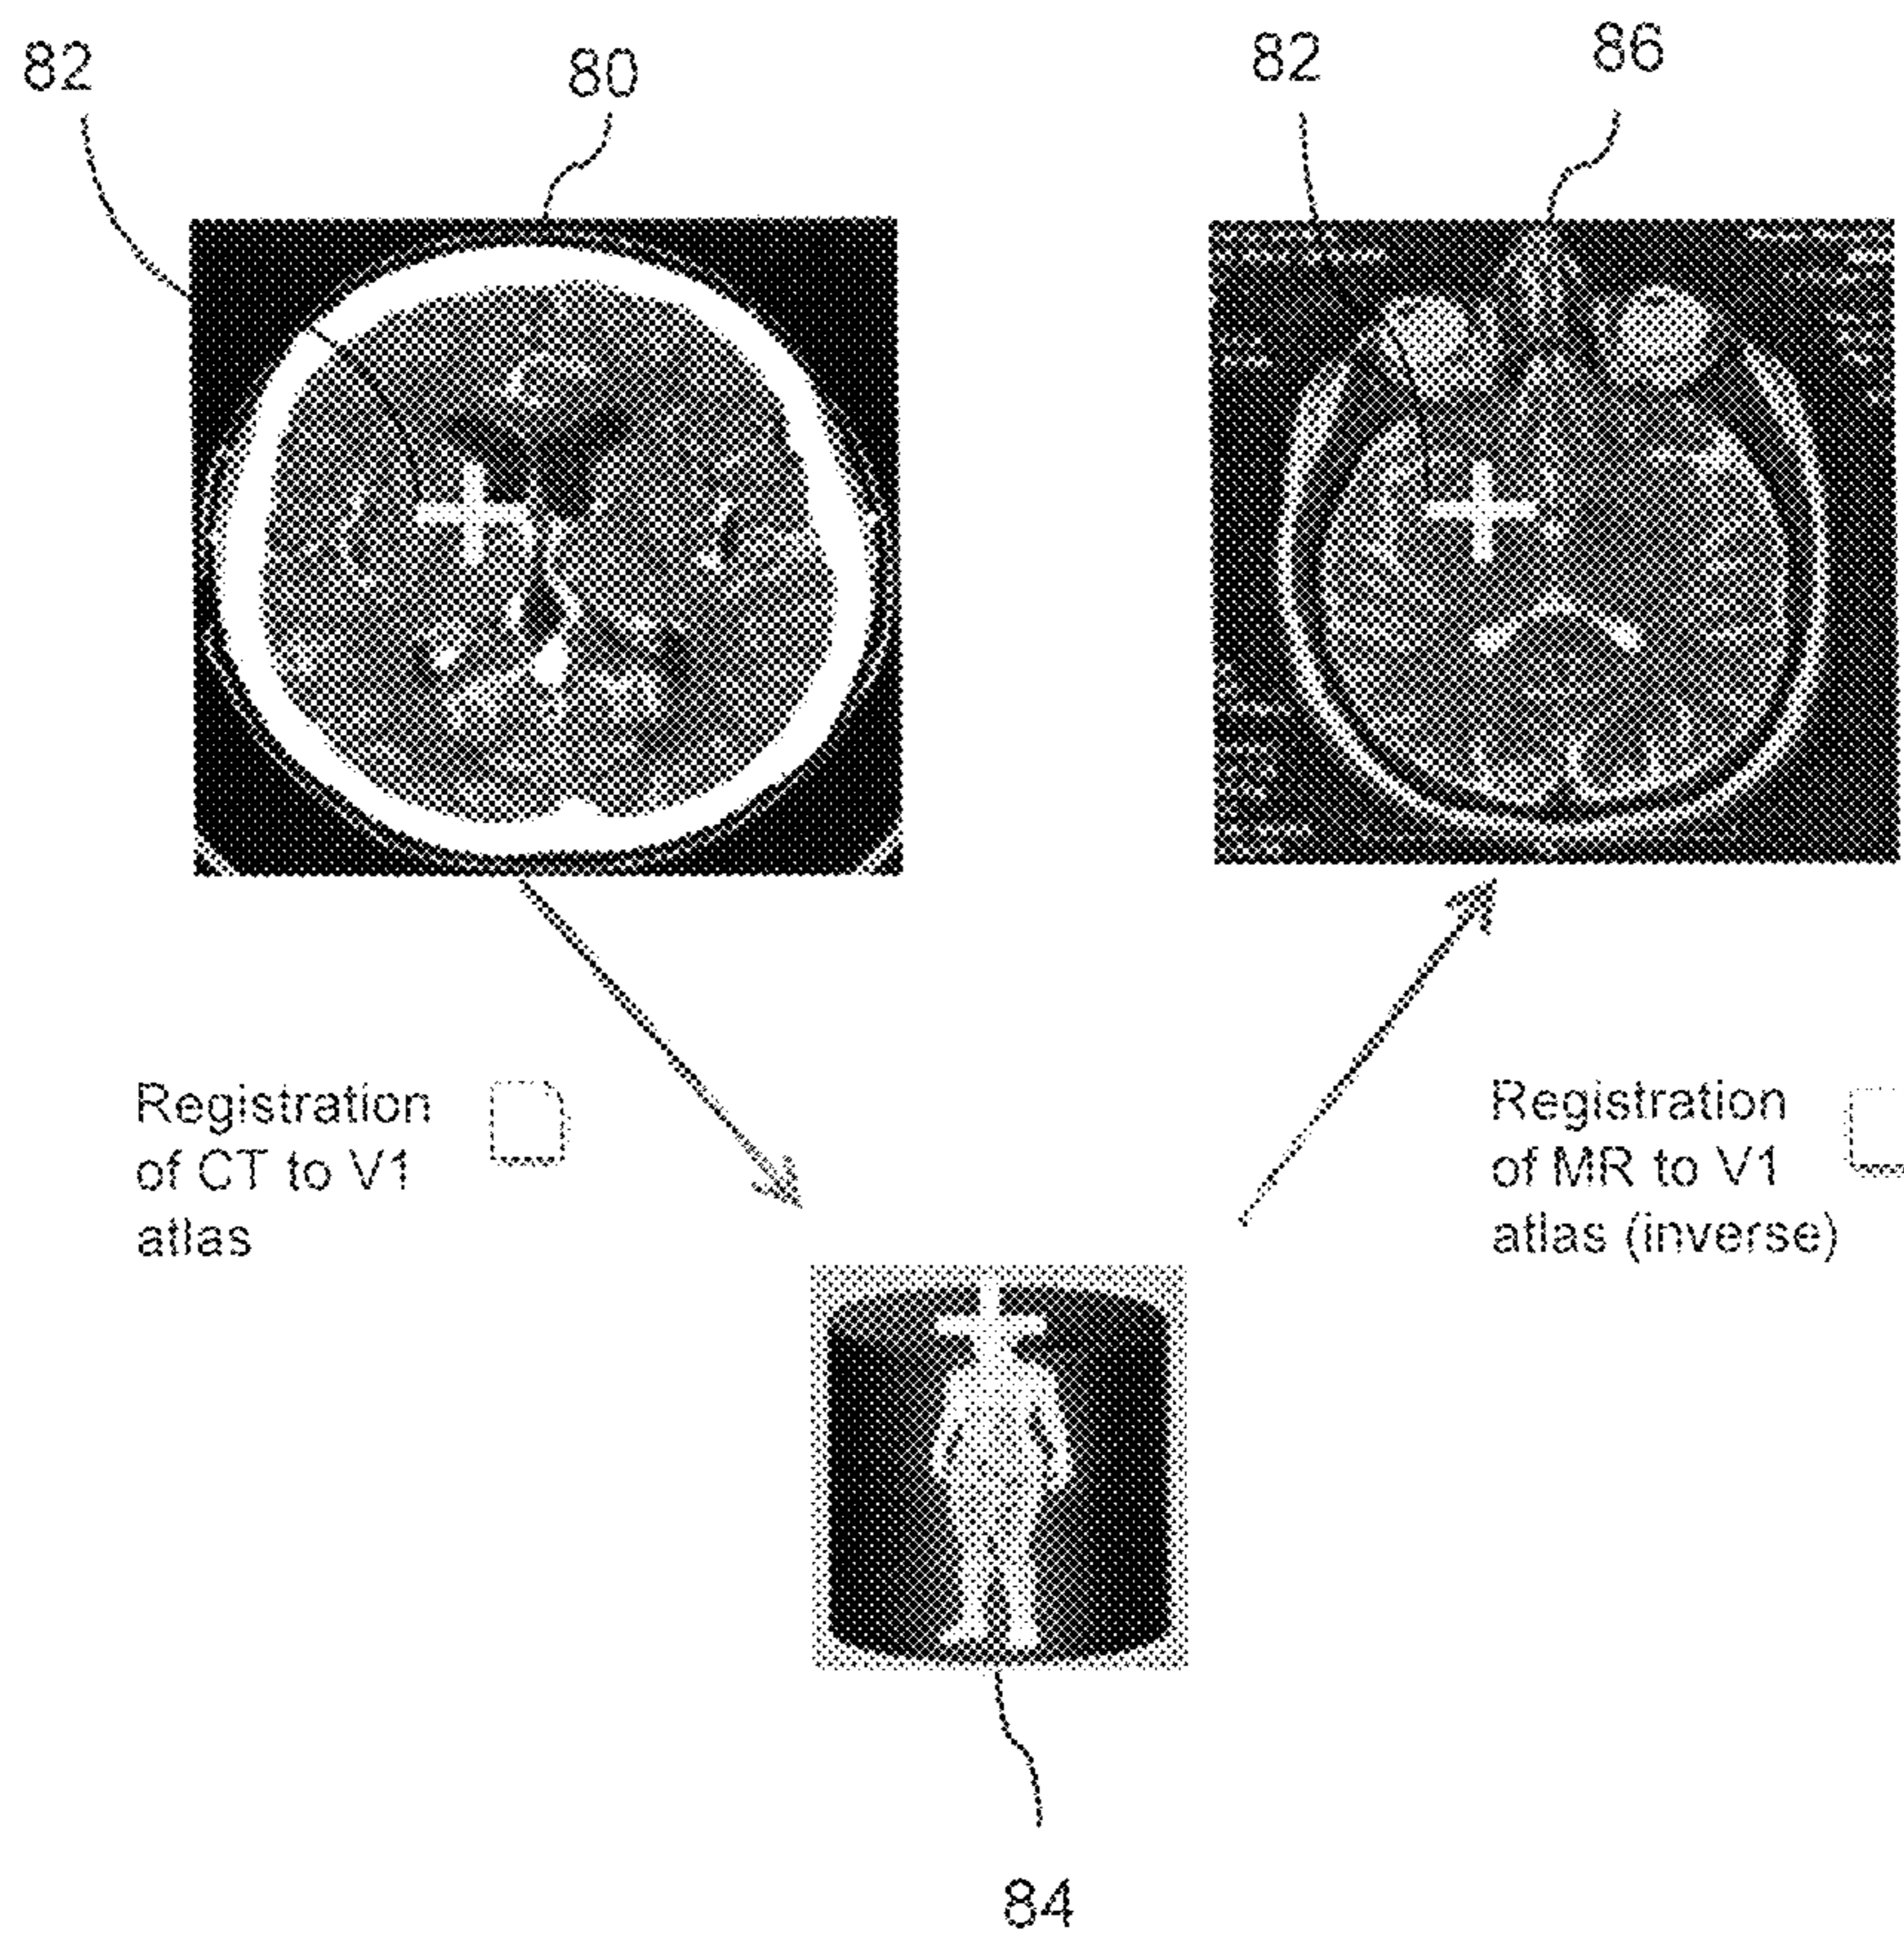 82
80
82
86
Registration
of CT to V1
atlas
Registration
of MR to V1
atlas (inverse)
84